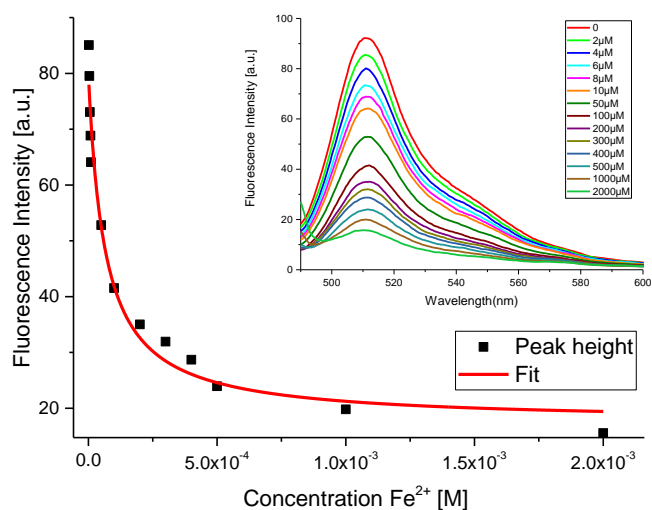 Fluorescence Intensity [a.u.]
80
60
40
20
0.0
5.0x10⁻⁴
1.0x10⁻³
1.5x10⁻³
2.0x10⁻³
Concentration Fe²⁺ [M]
Peak height
Fit
Fluorescence Intensity [a.u.]
100
80
60
40
20
0
500
520
540
560
580
600
Wavelength(nm)
0
2µM
4µM
6µM
8µM
10µM
50µM
100µM
200µM
300µM
400µM
500µM
1000µM
2000µM